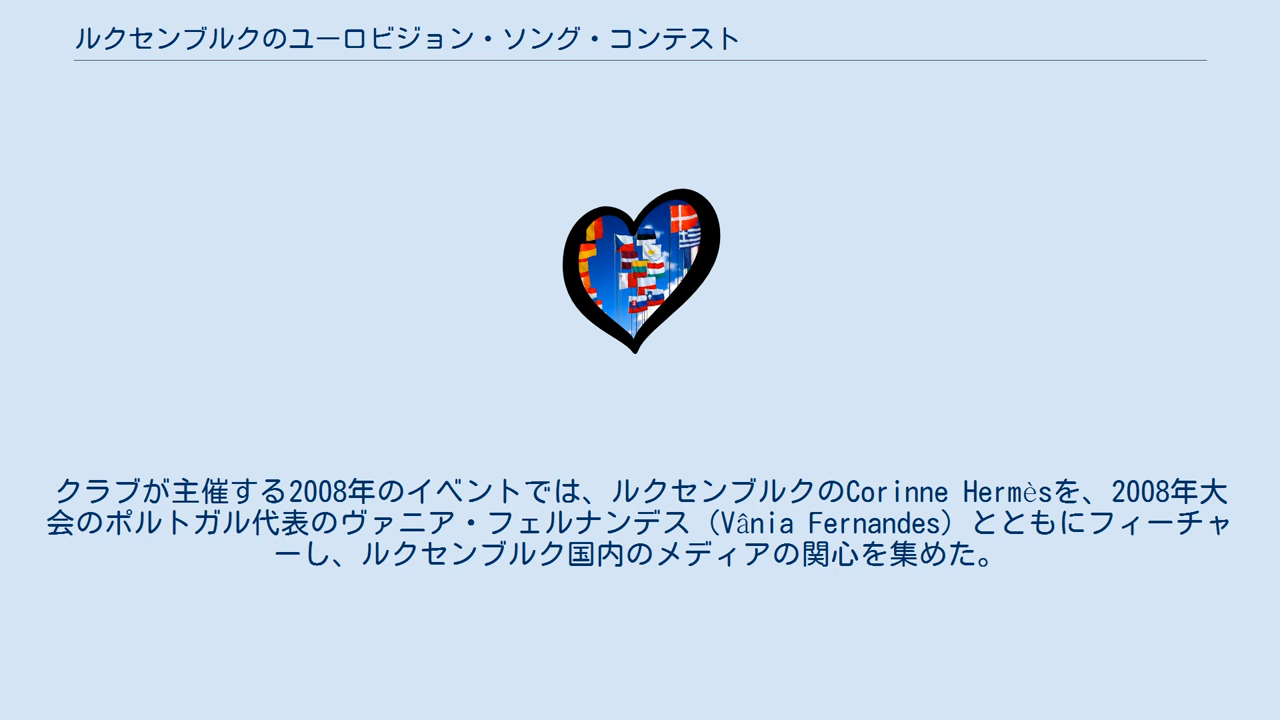 ルクセンブルクのユーロビジョン・ソング・コンテスト
クラブが主催する2008年のイベントでは、ルクセンブルクのCorinne Hermèsを、2008年大
会のポルトガル代表のヴァニア・フェルナンデス（Vânia Fernandes）とともにフィーチャ
ーし、ルクセンブルク国内のメディアの関心を集めた。